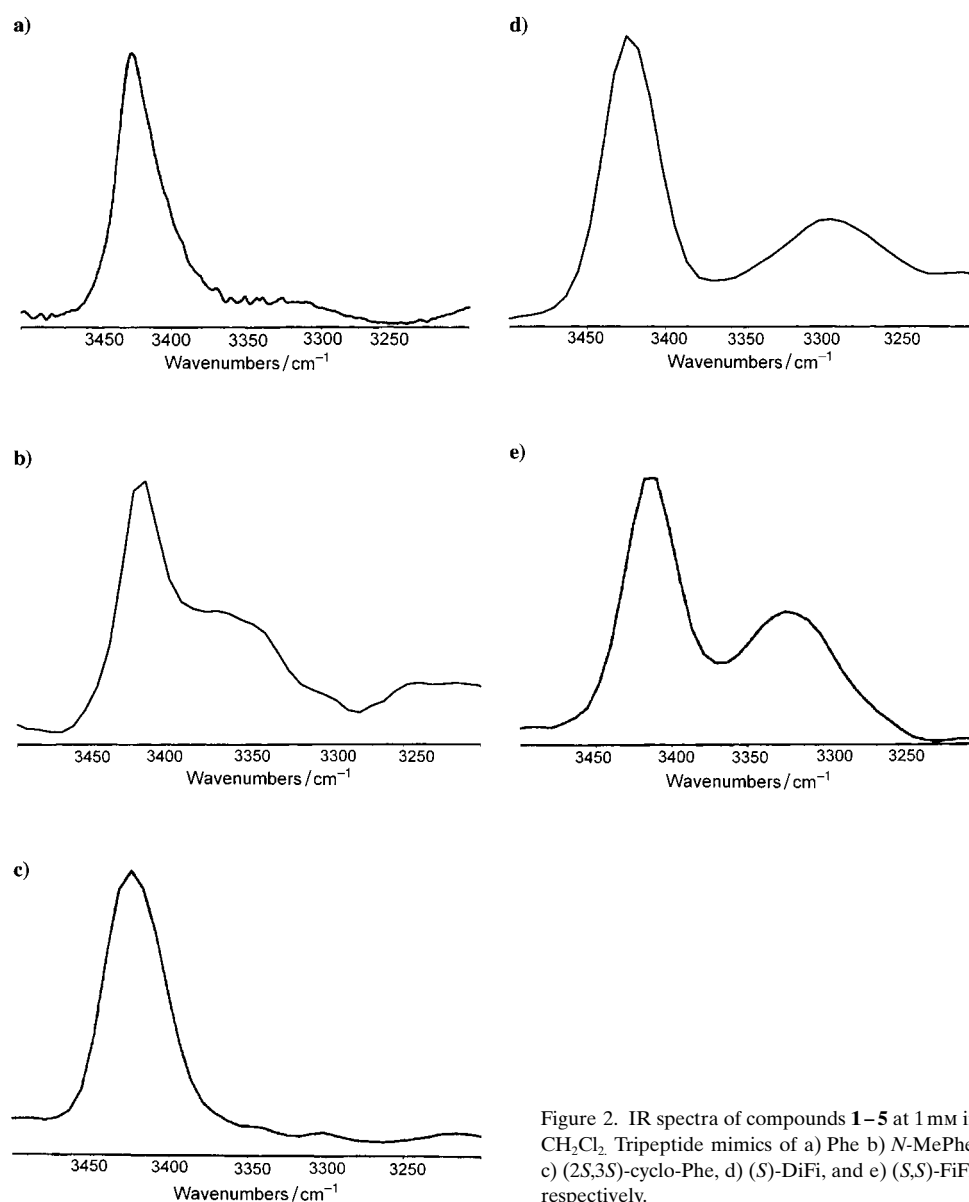 a)
3450 3400 3350 3300 3250
Wavenumbers / cm⁻¹
b)
3450 3400 3350 3300 3250
Wavenumbers / cm⁻¹
c)
3450 3400 3350 3300 3250
Wavenumbers / cm⁻¹
d)
3450 3400 3350 3300 3250
Wavenumbers / cm⁻¹
e)
3450 3400 3350 3300 3250
Wavenumbers / cm⁻¹
Figure 2. IR spectra of compounds 1–5 at 1 mM i
CH₂Cl₂. Tripeptide mimics of a) Phe b) N-MePhe
c) (2S,3S)-cyclo-Phe, d) (S)-DiFi, and e) (S,S)-FiF
respectively.